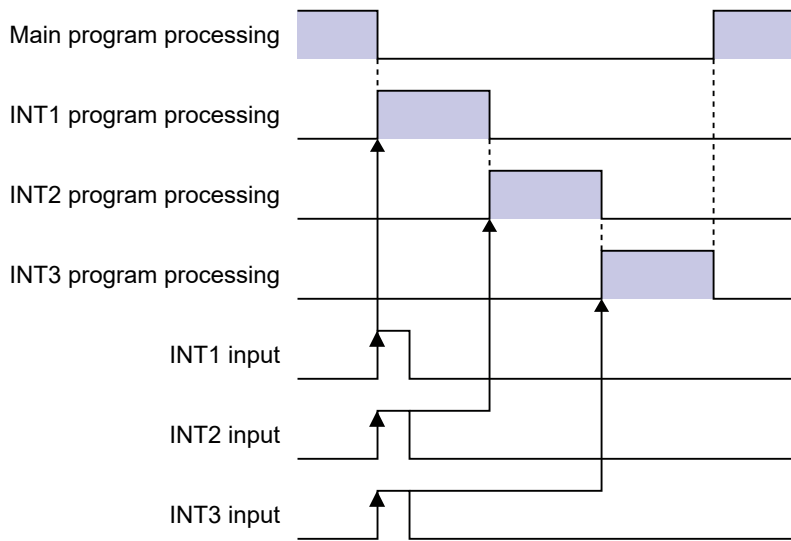 Main program processing
INT1 program processing
INT2 program processing
INT3 program processing
INT1 input
INT2 input
INT3 input